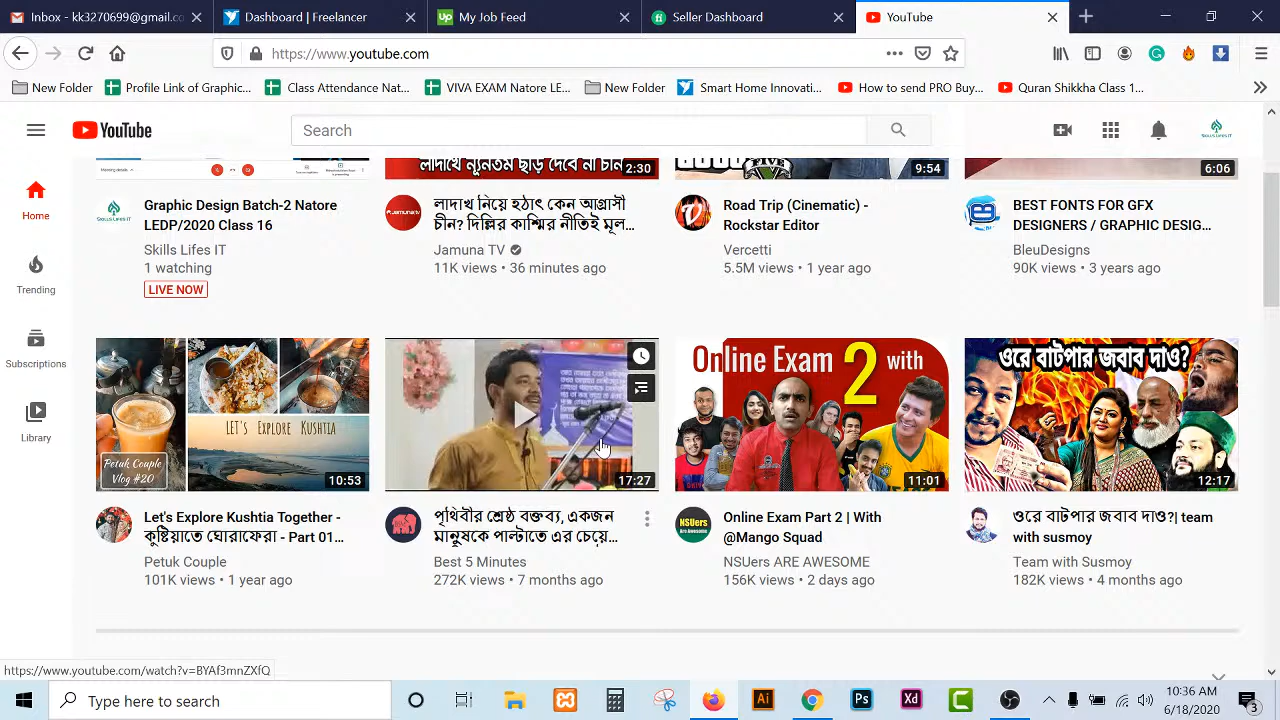 Inbox - kk3270699@gmail.co
Dashboard | Freelancer
My Job Feed
Seller Dashboard
YouTube
https://www.youtube.com
New Folder
Profile Link of Graphic...
Class Attendance Nat...
VIVA EXAM Natore LE...
New Folder
Smart Home Innovati...
How to send PRO Buy...
Quran Shikkha Class 1...
YouTube
Search
SKILLS LIFES IT
Home
Trending
Subscriptions
Library
লাদাখে ন্যূনতম ছাড় দেবে না চীন
2:30
9:54
6:06
Graphic Design Batch-2 Natore
LEDP/2020 Class 16
Skills Lifes IT
1 watching
LIVE NOW
লাদাখ নিয়ে হঠাৎ কেন আগ্রাসী
চীন? দিল্লির কাশ্মির নীতিই মূল...
Jamuna TV
11K views • 36 minutes ago
Road Trip (Cinematic) -
Rockstar Editor
Vercetti
5.5M views • 1 year ago
BEST FONTS FOR GFX
DESIGNERS / GRAPHIC DESIG...
BleuDesigns
90K views • 3 years ago
LET'S EXPLORE KUSHTIA
Petuk Couple
Vlog #20
10:53
17:27
Online Exam 2 with
11:01
ওরে বাটপার জবাব দাও?
12:17
Let's Explore Kushtia Together -
কুষ্টিয়াতে ঘোরাফেরা - Part 01...
Petuk Couple
101K views • 1 year ago
পৃথিবীর শ্রেষ্ঠ বক্তব্য, একজন
মানুষকে পাল্টাতে এর চেয়ে...
Best 5 Minutes
272K views • 7 months ago
NSUers
Online Exam Part 2 | With
@Mango Squad
NSUers ARE AWESOME
156K views • 2 days ago
ওরে বাটপার জবাব দাও?| team
with susmoy
Team with Susmoy
182K views • 4 months ago
https://www.youtube.com/watch?v=BYAf3mnZXfQ
Type here to search
10:36 AM
6/18/2020
3